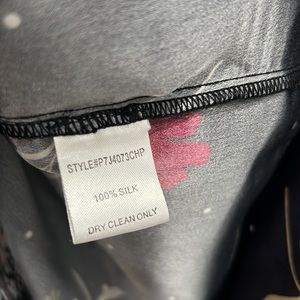 STYLE#P7J4073CHP
100% SILK
DRY CLEAN ONLY